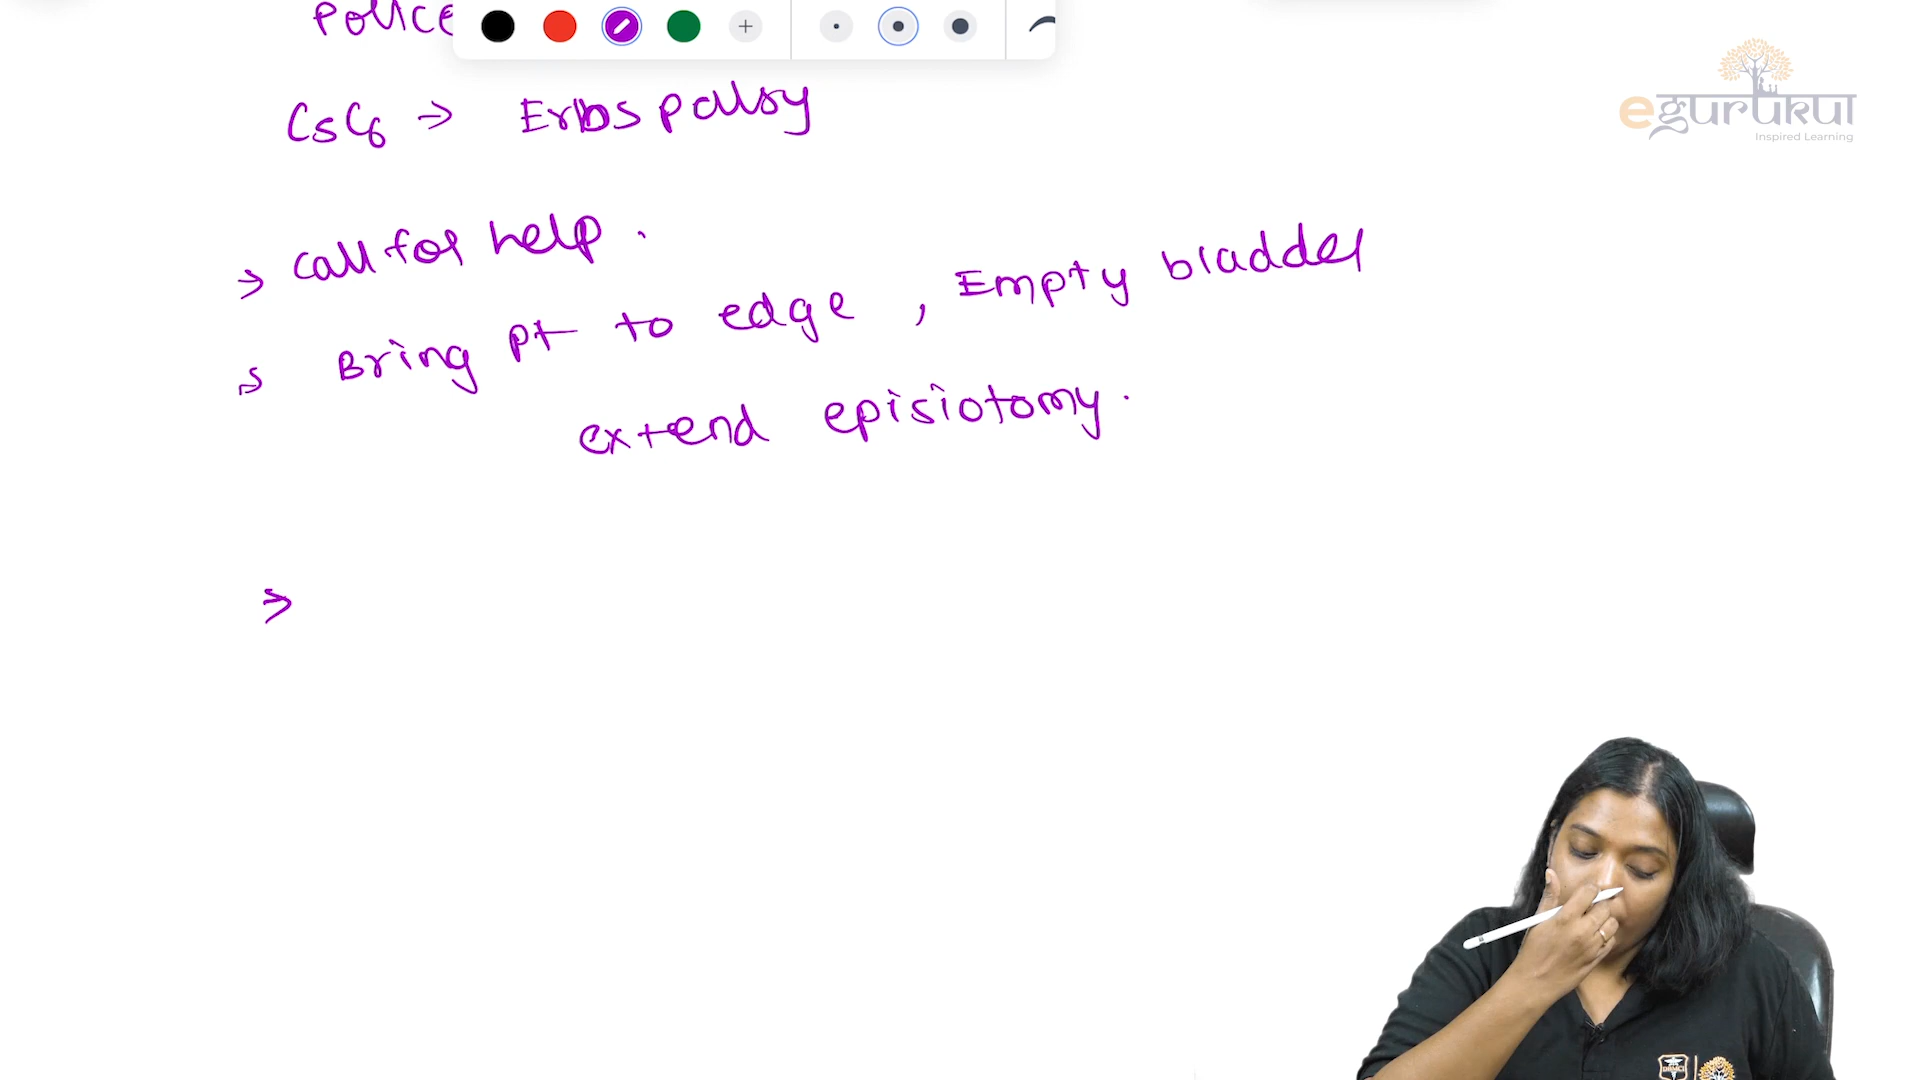 Police
C5C6 → Erbs palsy
egurukul
Inspired Learning
→ Call for help.
→ Bring pt to edge, Empty bladder
extend episiotomy.
→